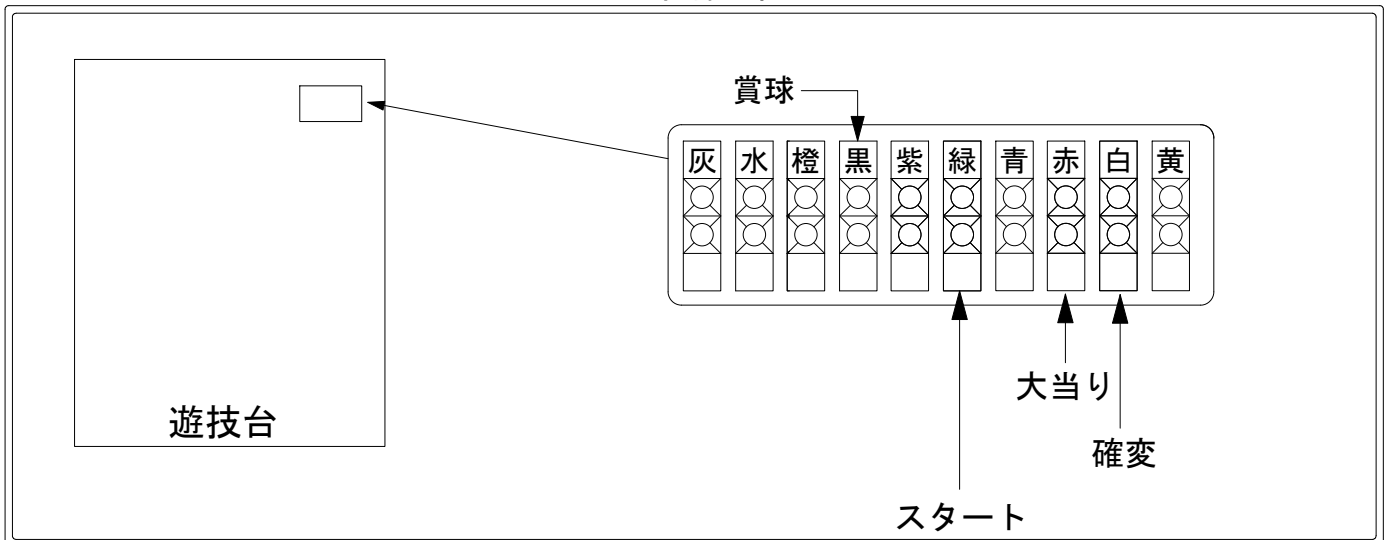 賞球
灰 水 橙 黒 紫 緑 青 赤 白 黄
大当り
遊技台
確変
スタート